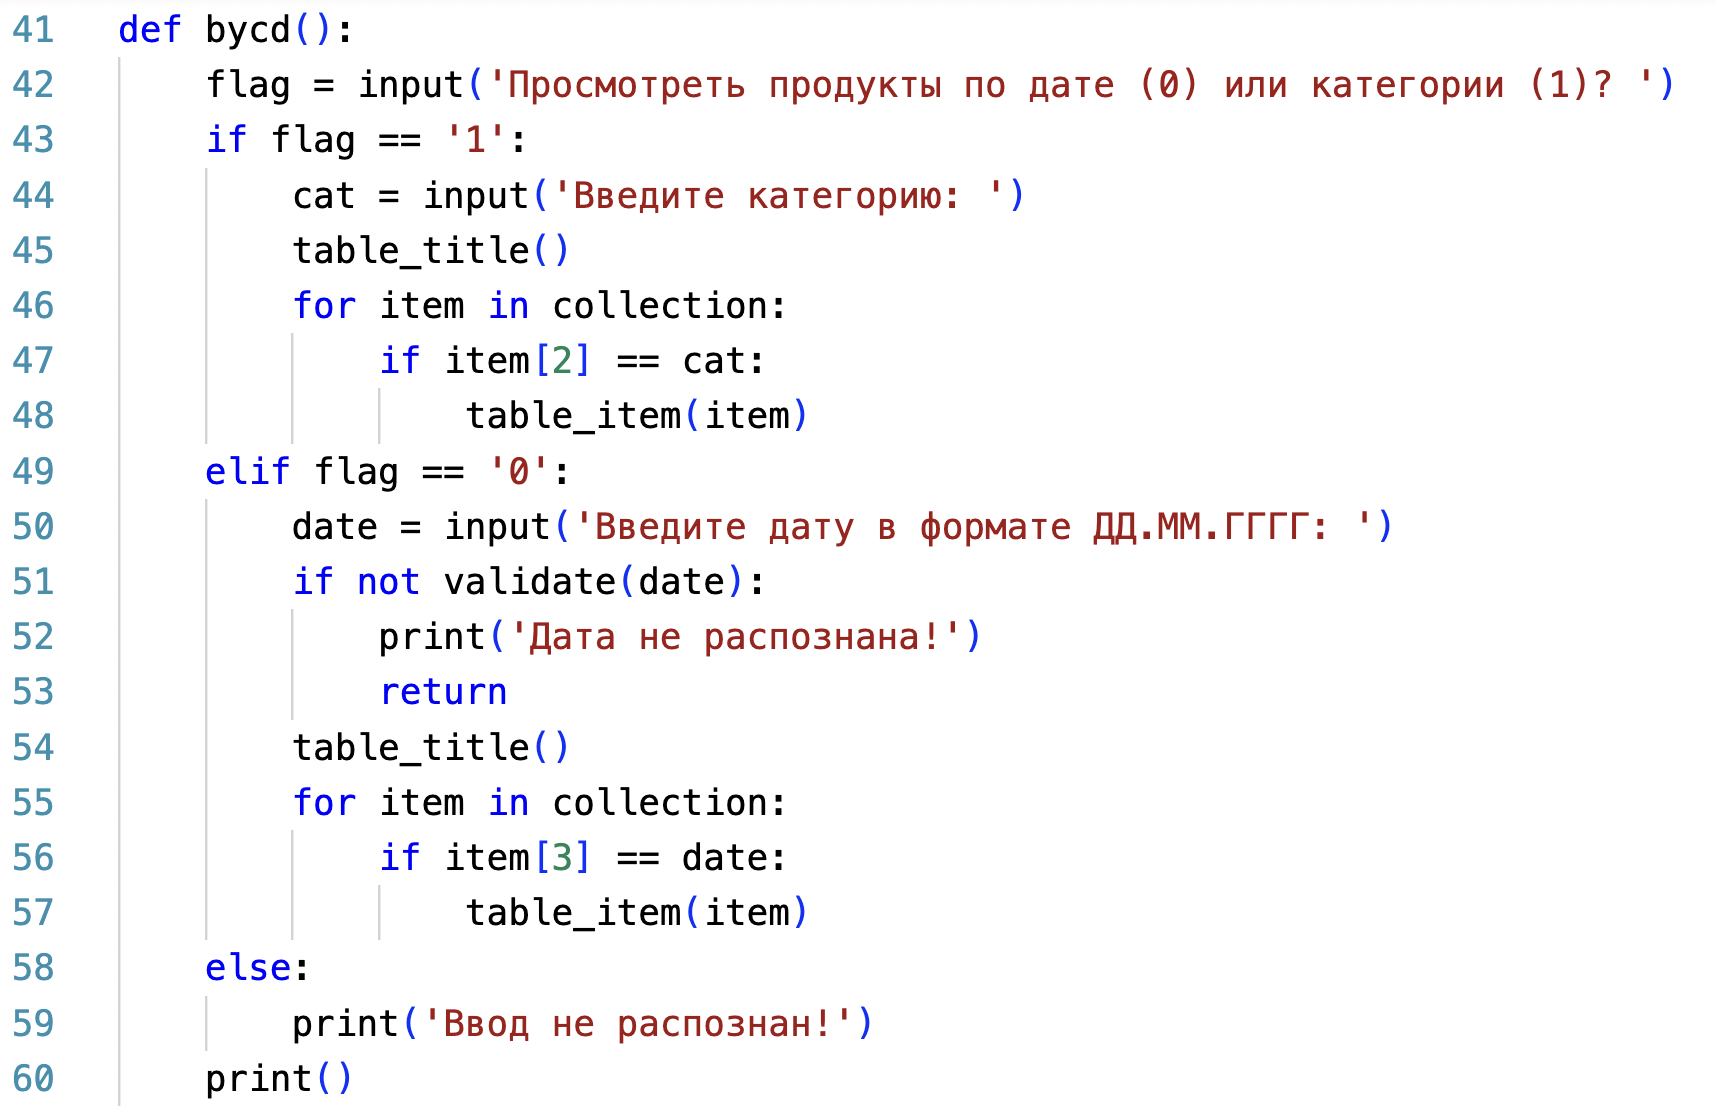 41 def bycd():
42     flag = input('Просмотреть продукты по дате (0) или категории (1)? ')
43     if flag == '1':
44         cat = input('Введите категорию: ')
45         table_title()
46         for item in collection:
47             if item[2] == cat:
48                 table_item(item)
49     elif flag == '0':
50         date = input('Введите дату в формате ДД.ММ.ГГГГ: ')
51         if not validate(date):
52             print('Дата не распознана!')
53             return
54         table_title()
55         for item in collection:
56             if item[3] == date:
57                 table_item(item)
58     else:
59         print('Ввод не распознан!')
60     print()